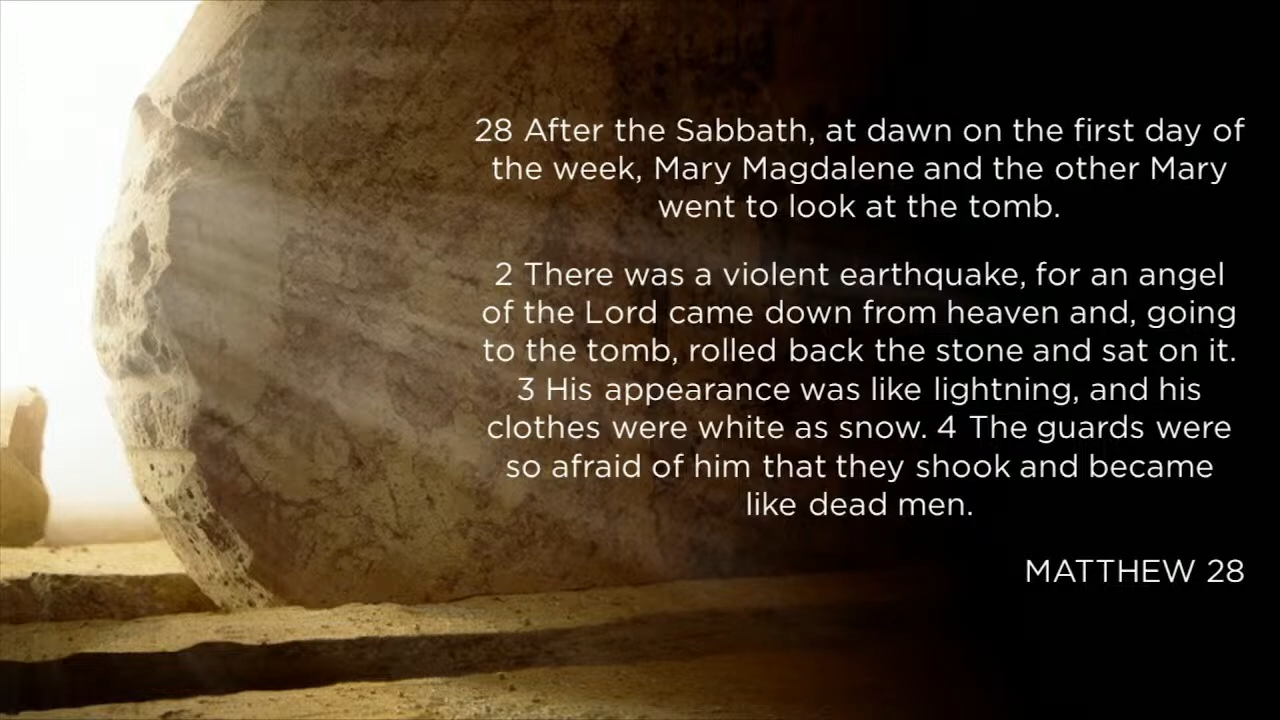 28 After the Sabbath, at dawn on the first day of
the week, Mary Magdalene and the other Mary
went to look at the tomb.
2 There was a violent earthquake, for an angel
of the Lord came down from heaven and, going
to the tomb, rolled back the stone and sat on it.
3 His appearance was like lightning, and his
clothes were white as snow. 4 The guards were
so afraid of him that they shook and became
like dead men.
MATTHEW 28